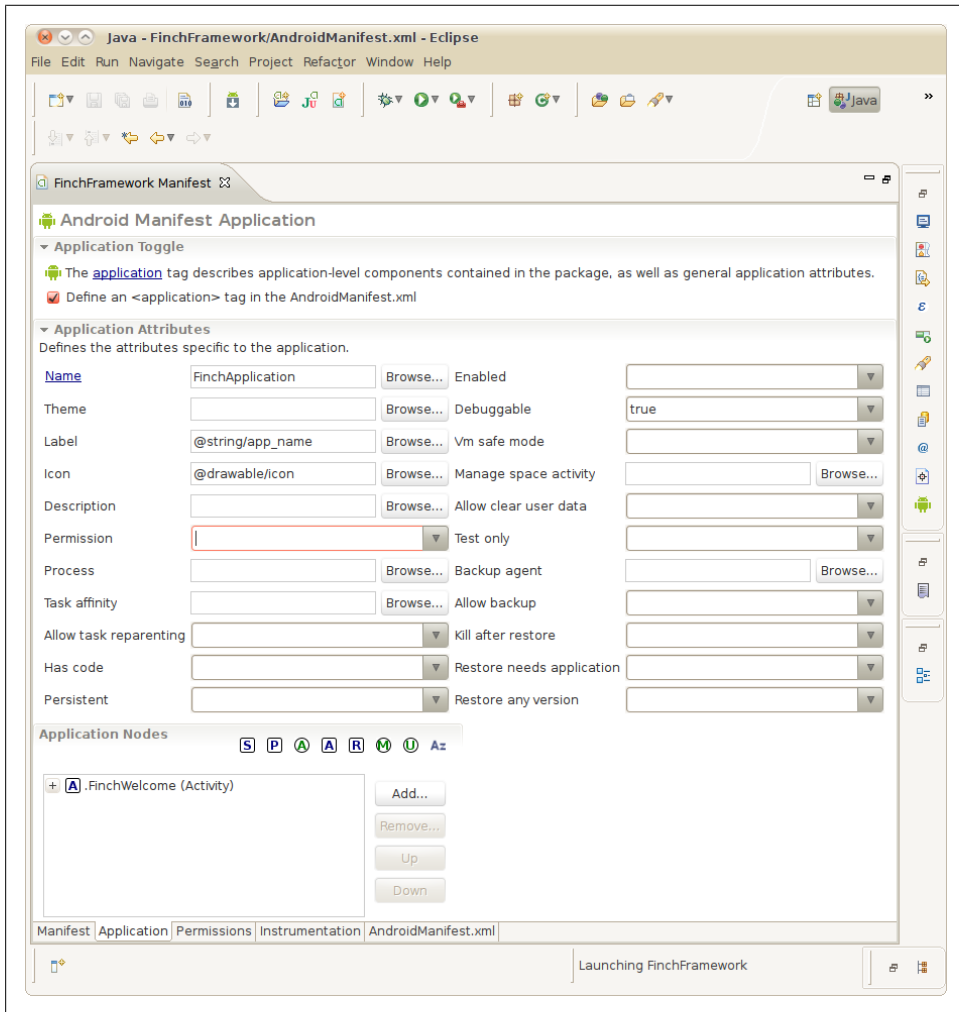 Java - FinchFramework/AndroidManifest.xml - Eclipse
File Edit Run Navigate Search Project Refactor Window Help
Java »
FinchFramework Manifest
Android Manifest Application
Application Toggle
The application tag describes application-level components contained in the package, as well as general application attributes.
Define an <application> tag in the AndroidManifest.xml
Application Attributes
Defines the attributes specific to the application.
Name FinchApplication Browse... Enabled
Theme Browse... Debuggable true
Label @string/app_name Browse... Vm safe mode
Icon @drawable/icon Browse... Manage space activity Browse...
Description Browse... Allow clear user data
Permission Test only
Process Browse... Backup agent Browse...
Task affinity Browse... Allow backup
Allow task reparenting Kill after restore
Has code Restore needs application
Persistent Restore any version
Application Nodes S P A A R M U Az
A .FinchWelcome (Activity)
Add...
Remove...
Up
Down
Manifest Application Permissions Instrumentation AndroidManifest.xml
Launching FinchFramework